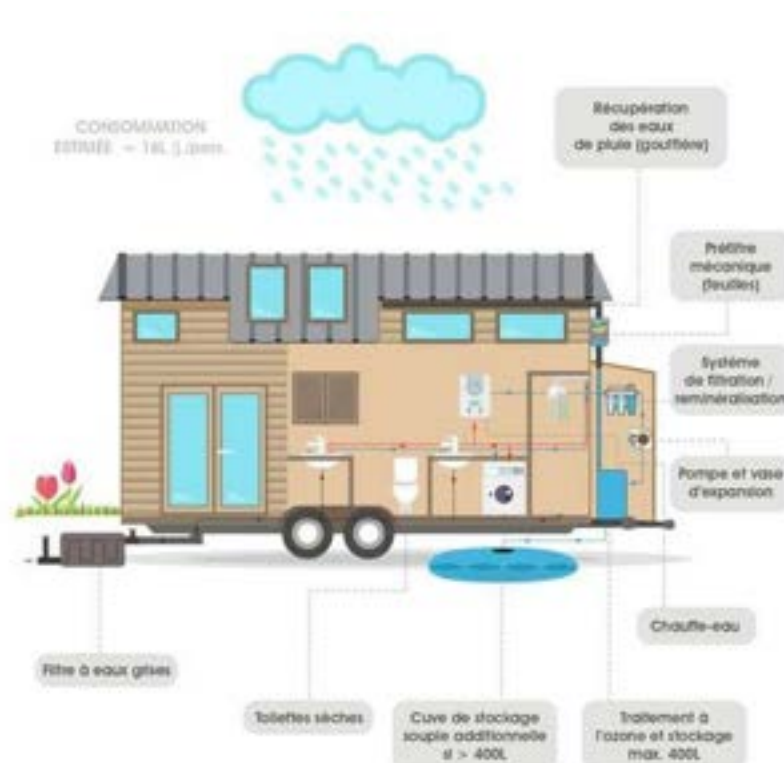 CONSOMMATION
ESTIMÉE = 16L /
Récupération
des eaux
de pluie (gouttière)
Préfiltre
mécanique
(feuilles)
Système
de filtration /
reminéralisation
Pompe et vase
d'expansion
Chauffe-eau
Filtre à eaux grises
Toilettes sèches
Cuve de stockage
souple additionnelle
si > 400L
Traitement à
l'ozone et stockage
max. 400L